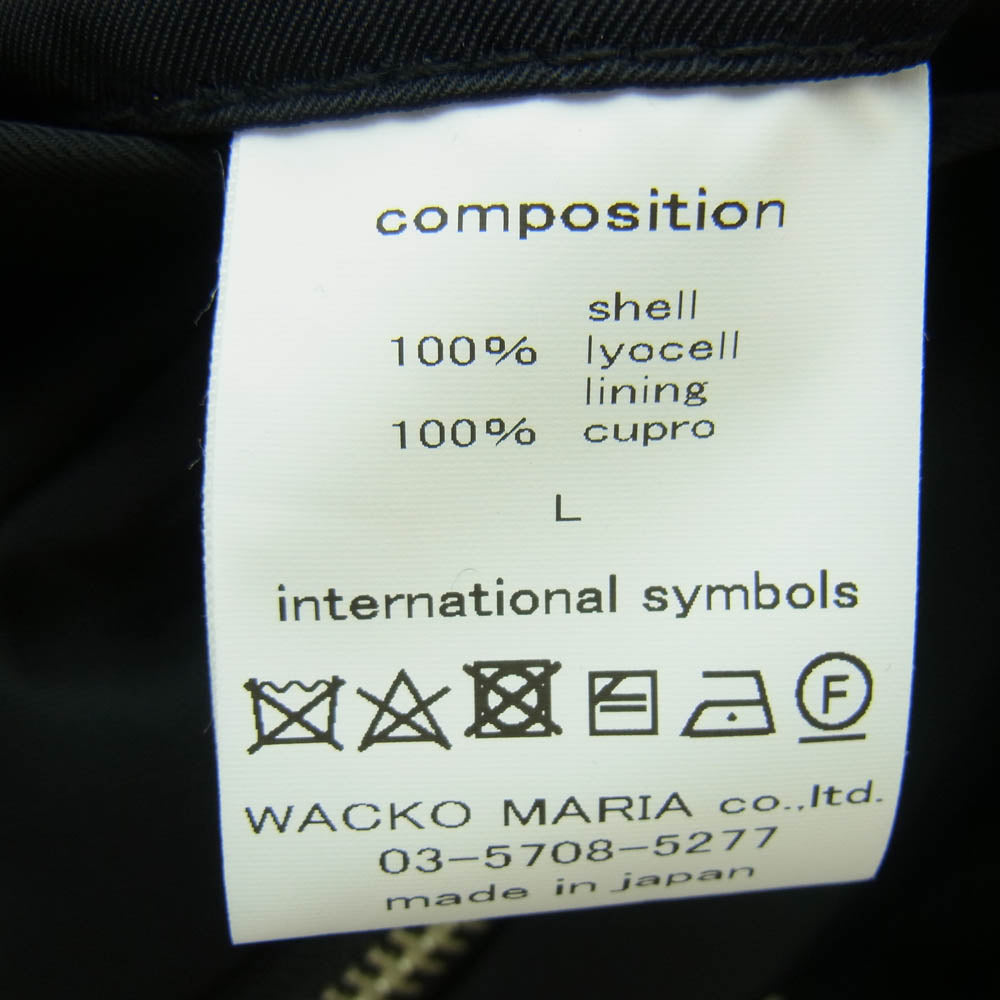 composition
shell
100% lyocell
lining
100% cupro
L
international symbols
F
WACKO MARIA co.,ltd.
03-5708-5277
made in japan